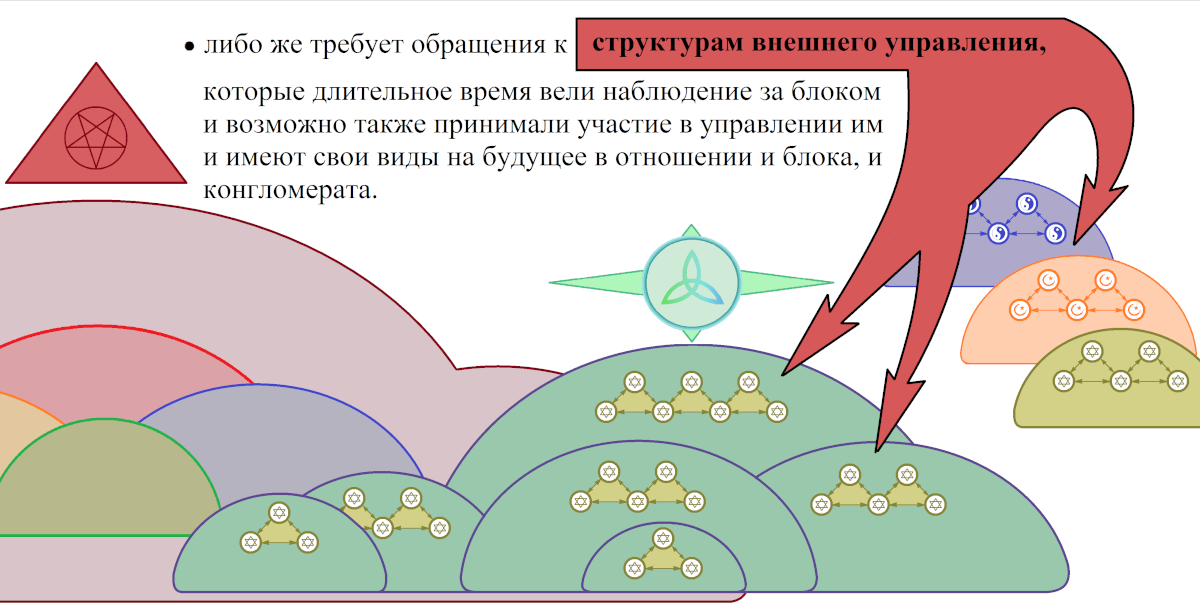 • либо же требует обращения к структурам внешнего управления,
которые длительное время вели наблюдение за блоком
и возможно также принимали участие в управлении им
и имеют свои виды на будущее в отношении и блока, и
конгломерата.